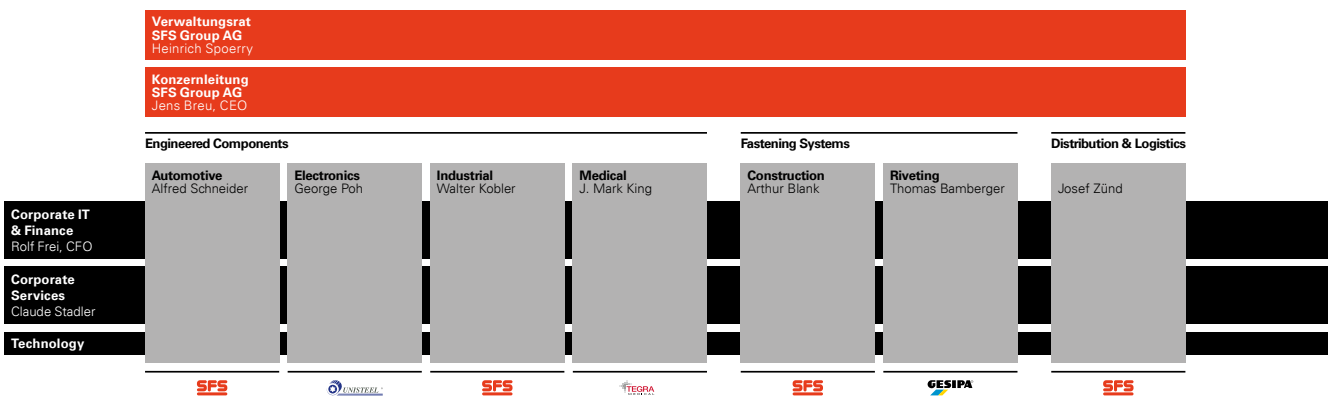 Verwaltungsrat
SFS Group AG
Heinrich Spoerry
Konzernleitung
SFS Group AG
Jens Breu, CEO
Engineered Components
Fastening Systems
Distribution & Logistics
Automotive
Alfred Schneider
Electronics
George Poh
Industrial
Walter Kobler
Medical
J. Mark King
Construction
Arthur Blank
Riveting
Thomas Bamberger
Josef Zünd
Corporate IT
& Finance
Rolf Frei, CFO
Corporate
Services
Claude Stadler
Technology
SFS
UNISTEEL
SFS
TEGRA
MEDICAL
SFS
GESIPA
SFS